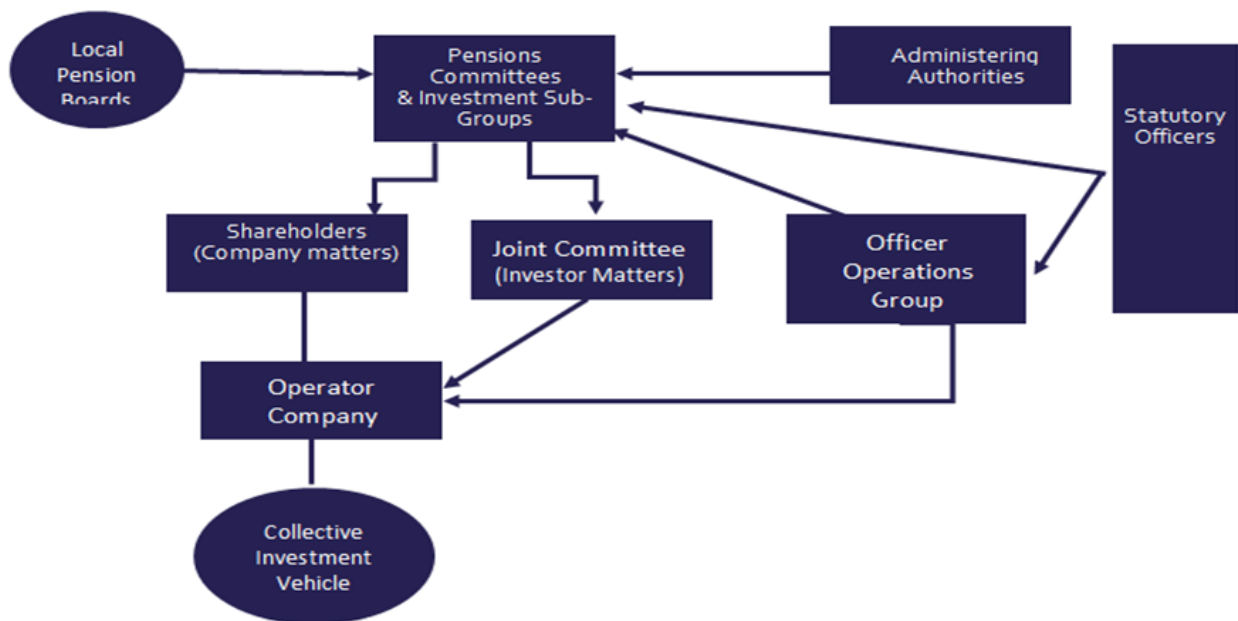 Local
Pension
Boards
Pensions
Committees
& Investment Sub-
Groups
Administering
Authorities
Statutory
Officers
Shareholders
(Company matters)
Joint Committee
(Investor Matters)
Officer
Operations
Group
Operator
Company
Collective
Investment
Vehicle